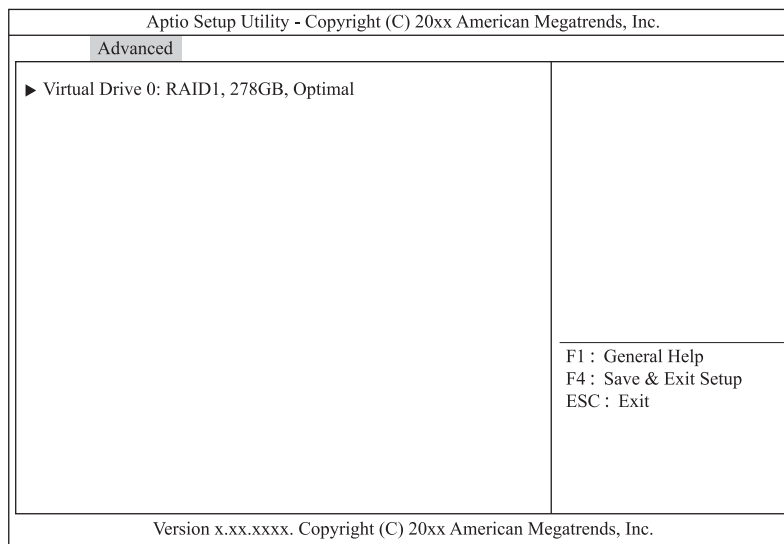 Aptio Setup Utility - Copyright (C) 20xx American Megatrends, Inc.
Advanced
▶ Virtual Drive 0: RAID1, 278GB, Optimal
F1 : General Help
F4 : Save & Exit Setup
ESC : Exit
Version x.xx.xxxx. Copyright (C) 20xx American Megatrends, Inc.